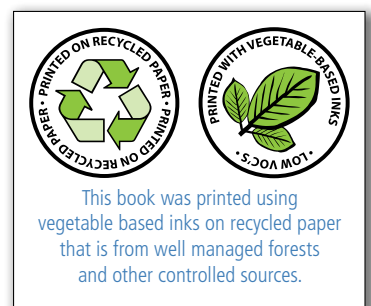 PRINTED ON RECYCLED PAPER • PRINTED ON RECYCLED PAPER •
PRINTED WITH VEGETABLE-BASED INKS
• LOW VOC'S •
This book was printed using
vegetable based inks on recycled paper
that is from well managed forests
and other controlled sources.